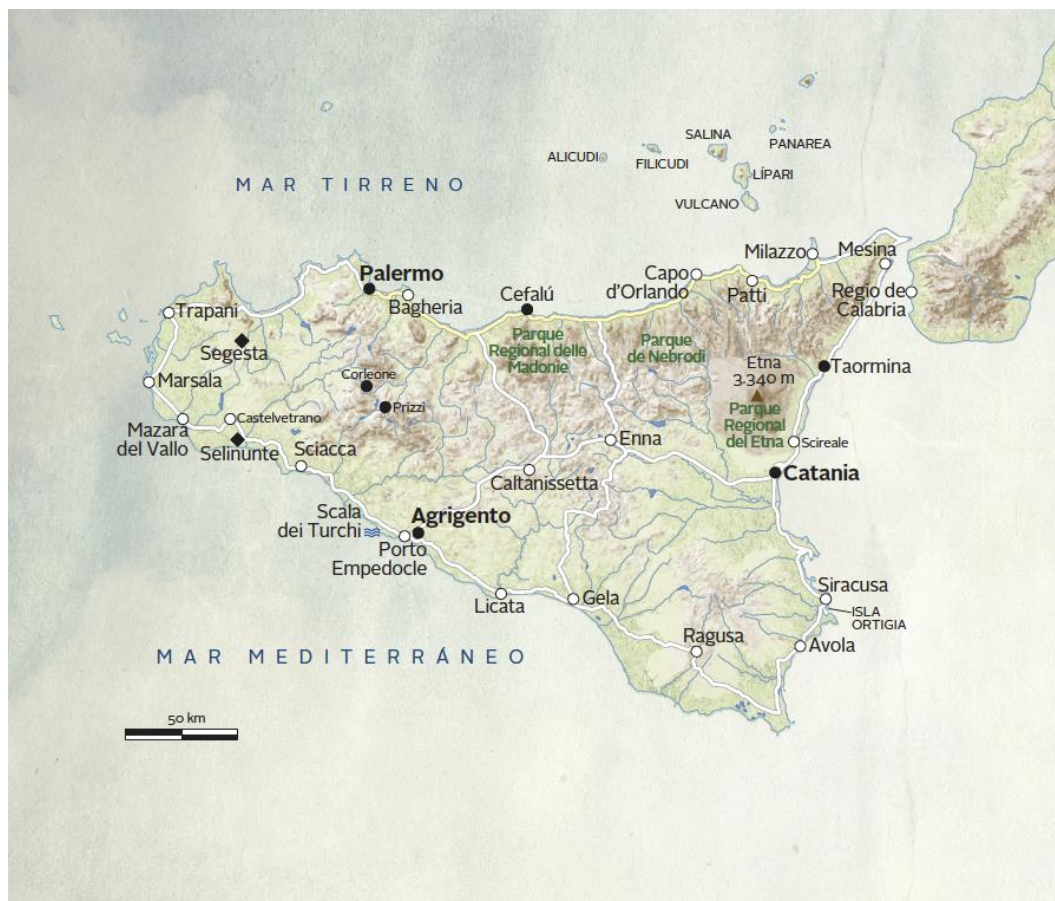 SALINA
PANAREA
ALICUDI
FILICUDI
LÍPARI
VULCANO
MAR TIRRENO
Milazzo
Mesina
Palermo
Capo
d'Orlando
Patti
Regio de
Calabria
Bagheria
Cefalú
Trapani
Parque
Regional delle
Madonie
Parque
de Nebrodi
Segesta
Etna
3.340 m
Taormina
Corleone
Marsala
Prizzi
Parque
Regional
del Etna
Castelvetrano
Mazara
del Vallo
Selinunte
Sciacca
Enna
Scireale
Caltanissetta
Catania
Scala
dei Turchi
Agrigento
Porto
Empedocle
Siracusa
Licata
Gela
ISLA
ORTIGIA
Ragusa
Avola
MAR MEDITERRÁNEO
50 km